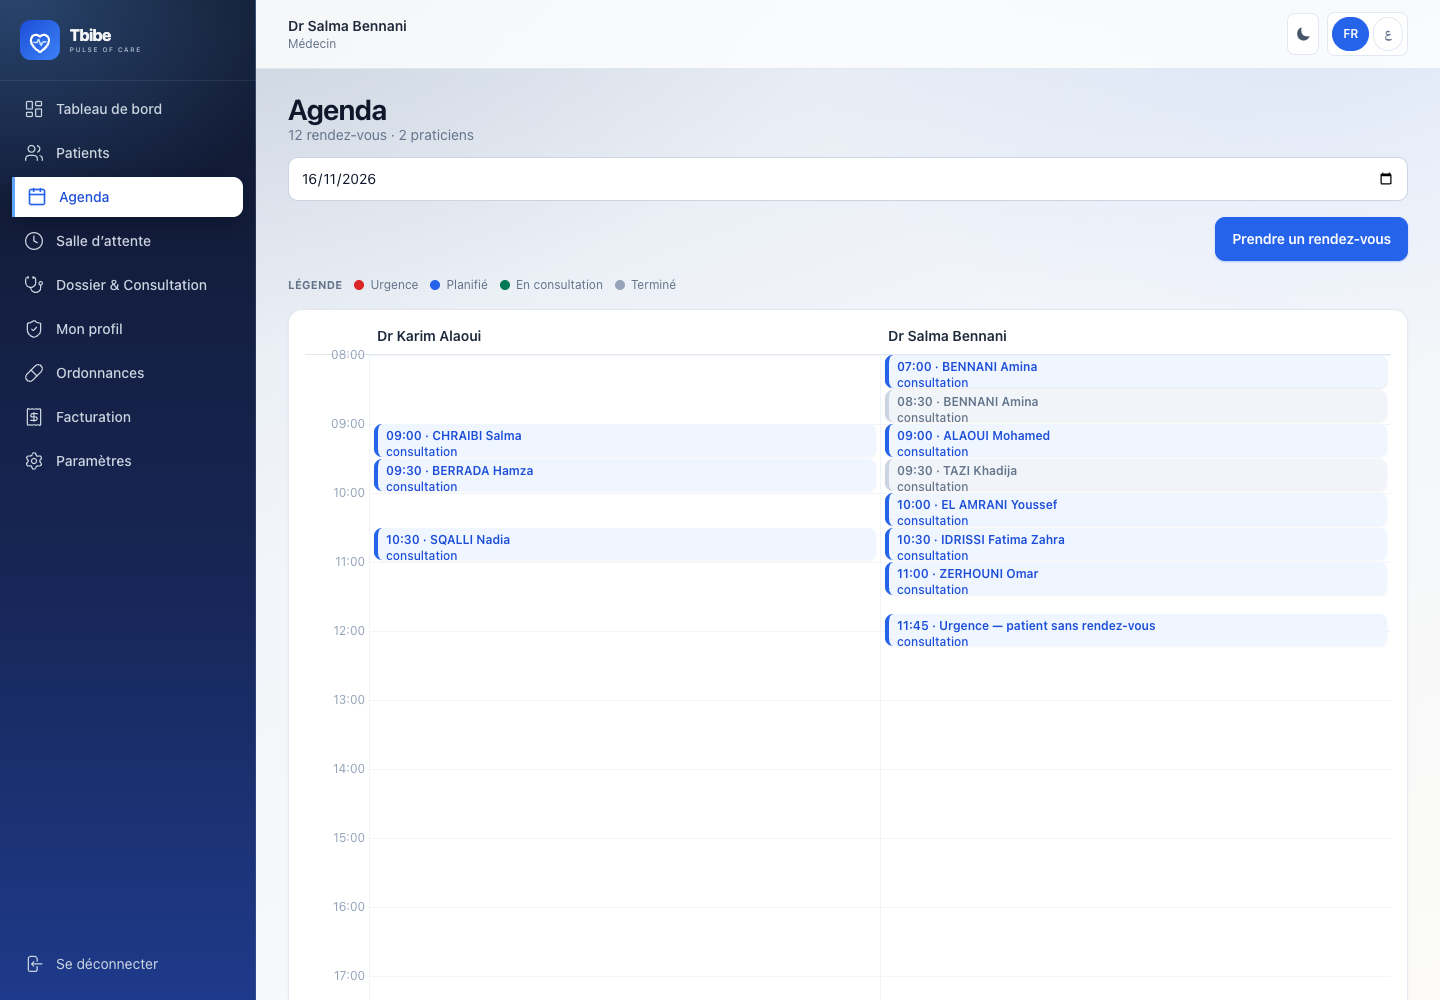 Tbibe
PULSE OF CARE
Tableau de bord
Patients
Agenda
Salle d’attente
Dossier & Consultation
Mon profil
Ordonnances
Facturation
Paramètres
Se déconnecter
Dr Salma Bennani
Médecin
FR
ع
Agenda
12 rendez-vous · 2 praticiens
16/11/2026
Prendre un rendez-vous
LÉGENDE
Urgence
Planifié
En consultation
Terminé
Dr Karim Alaoui
Dr Salma Bennani
08:00
07:00 · BENNANI Amina
consultation
08:30 · BENNANI Amina
consultation
09:00
09:00 · CHRAIBI Salma
consultation
09:00 · ALAOUI Mohamed
consultation
09:30 · BERRADA Hamza
consultation
09:30 · TAZI Khadija
consultation
10:00
10:00 · EL AMRANI Youssef
consultation
10:30 · SQALLI Nadia
consultation
10:30 · IDRISSI Fatima Zahra
consultation
11:00
11:00 · ZERHOUNI Omar
consultation
11:45 · Urgence — patient sans rendez-vous
consultation
12:00
13:00
14:00
15:00
16:00
17:00